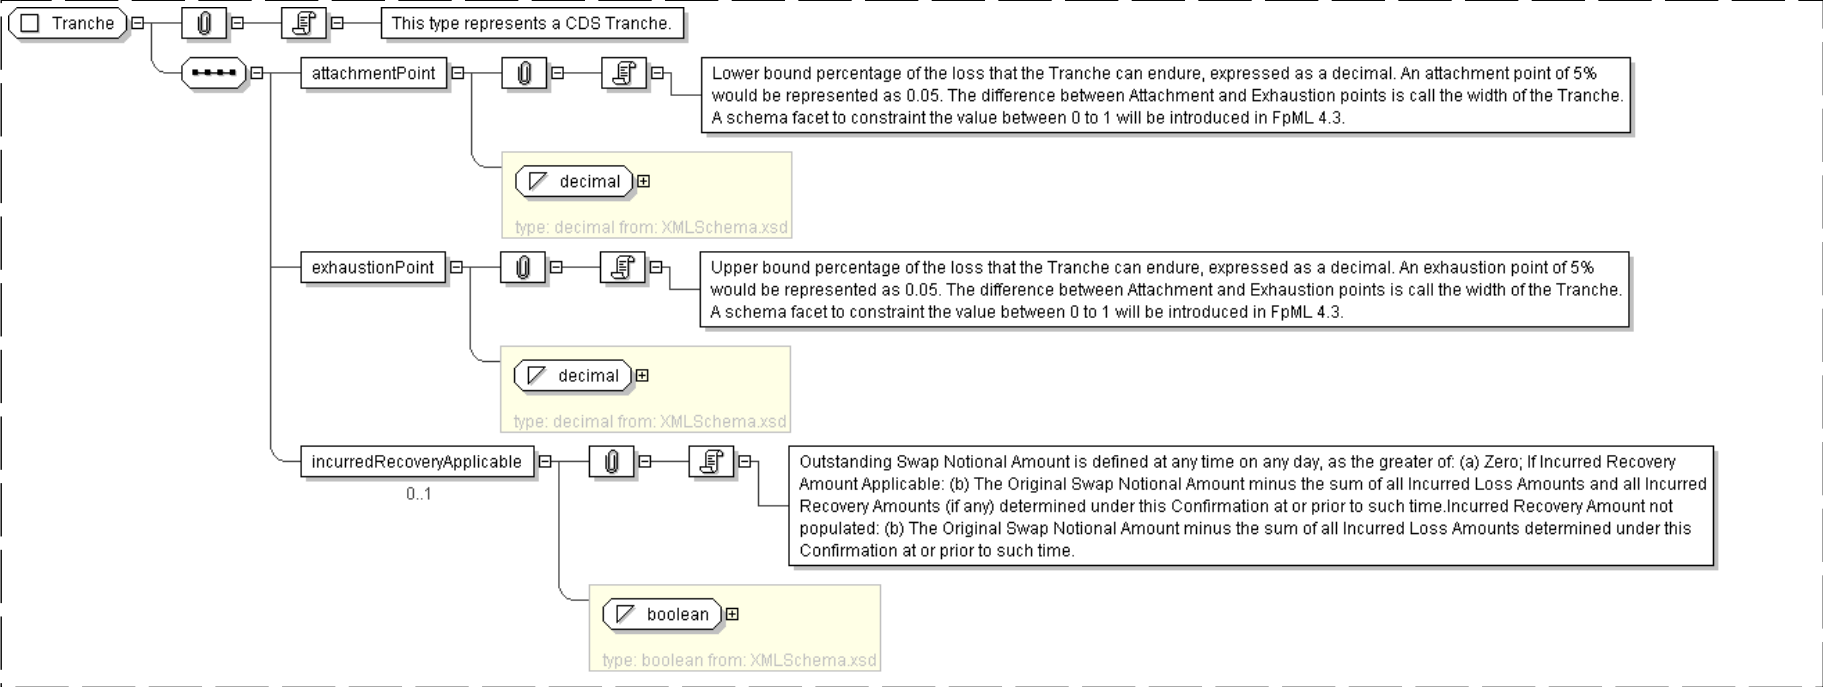 Tranche
This type represents a CDS Tranche.
attachmentPoint
Lower bound percentage of the loss that the Tranche can endure, expressed as a decimal. An attachment point of 5%
would be represented as 0.05. The difference between Attachment and Exhaustion points is call the width of the Tranche.
A schema facet to constraint the value between 0 to 1 will be introduced in FpML 4.3.
decimal
type: decimal from: XMLSchema.xsd
exhaustionPoint
Upper bound percentage of the loss that the Tranche can endure, expressed as a decimal. An exhaustion point of 5%
would be represented as 0.05. The difference between Attachment and Exhaustion points is call the width of the Tranche.
A schema facet to constraint the value between 0 to 1 will be introduced in FpML 4.3.
decimal
type: decimal from: XMLSchema.xsd
incurredRecoveryApplicable
0..1
Outstanding Swap Notional Amount is defined at any time on any day, as the greater of: (a) Zero; If Incurred Recovery
Amount Applicable: (b) The Original Swap Notional Amount minus the sum of all Incurred Loss Amounts and all Incurred
Recovery Amounts (if any) determined under this Confirmation at or prior to such time.Incurred Recovery Amount not
populated: (b) The Original Swap Notional Amount minus the sum of all Incurred Loss Amounts determined under this
Confirmation at or prior to such time.
boolean
type: boolean from: XMLSchema.xsd